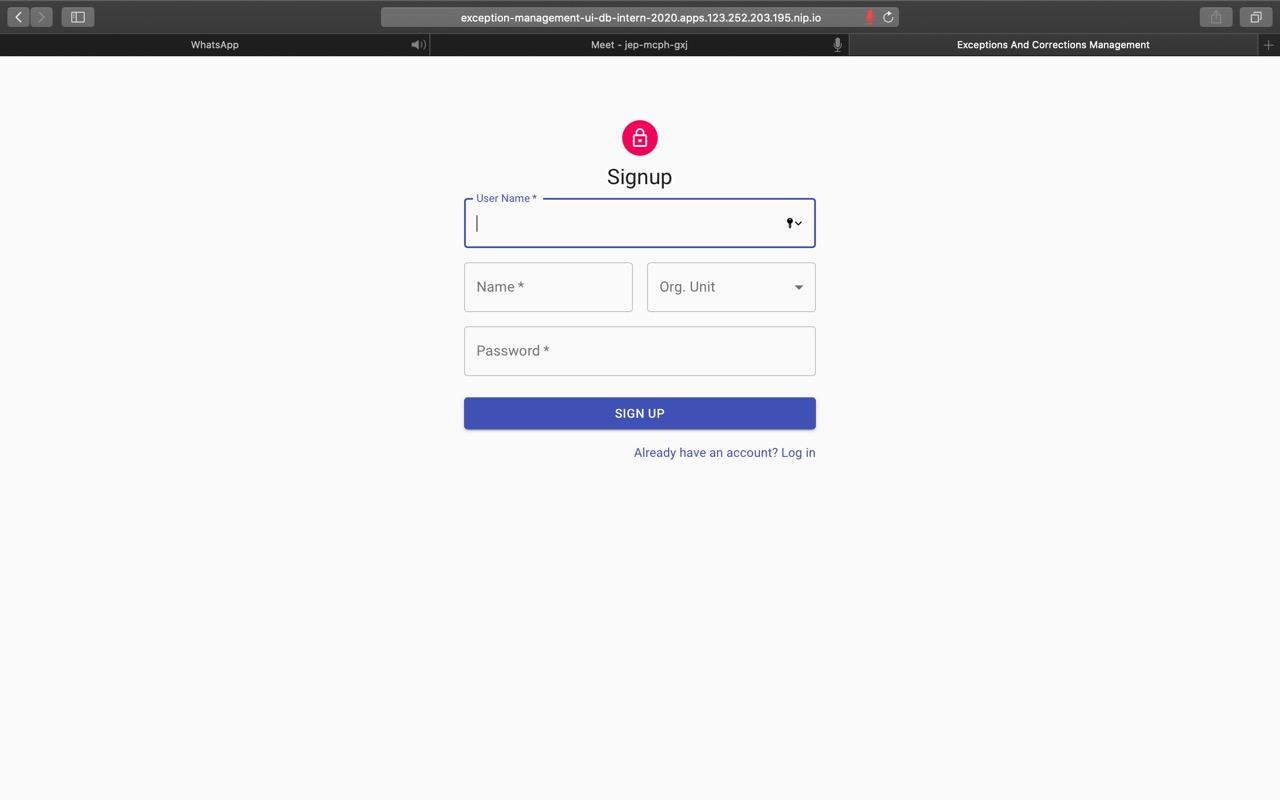 exception-management-ui-db-intern-2020.apps.123.252.203.195.nip.io
WhatsApp
Meet - jep-mcph-gxj
Exceptions And Corrections Management
Signup
User Name *
Name *
Org. Unit
Password *
SIGN UP
Already have an account? Log in